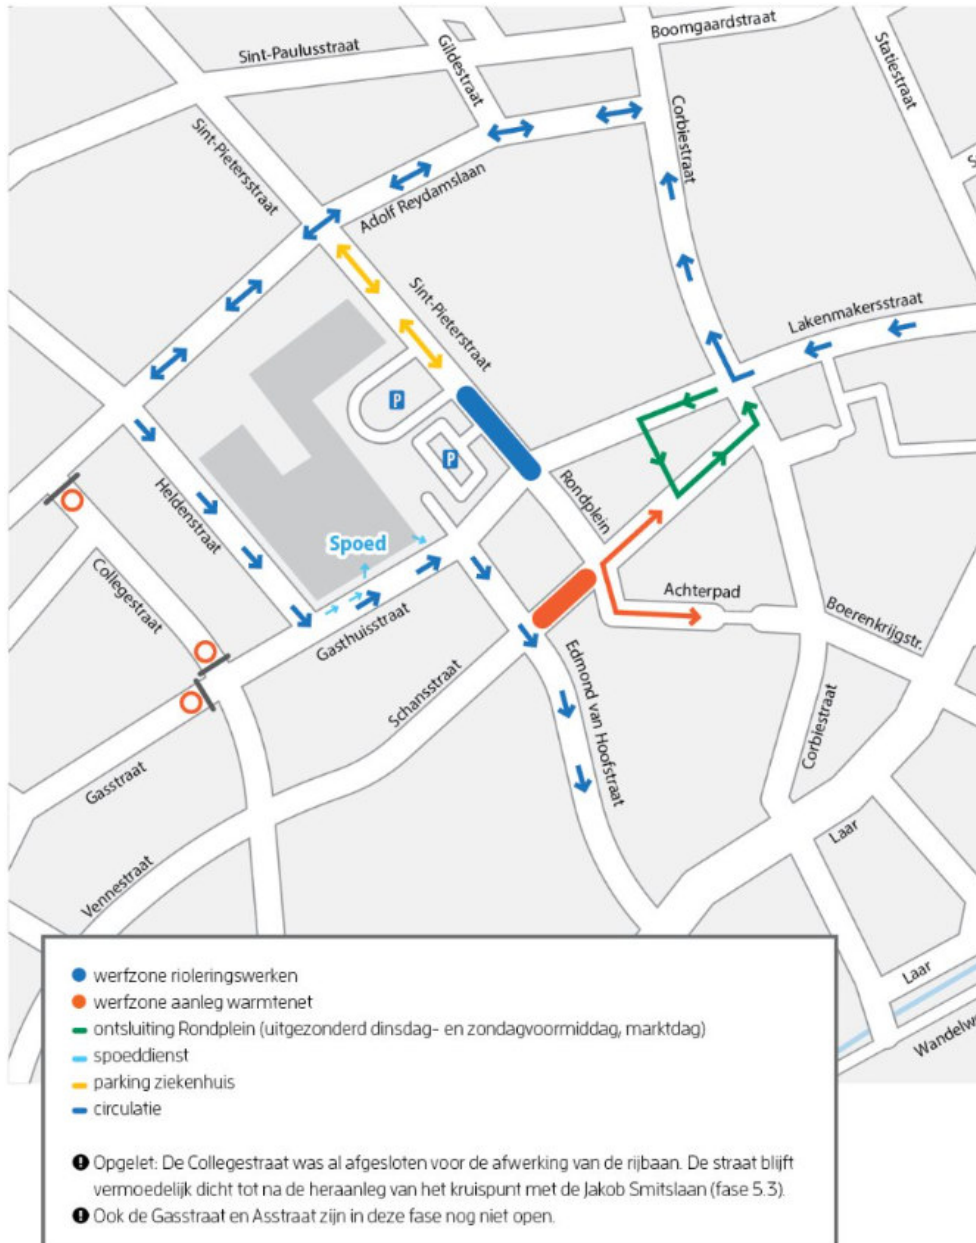 Boomgaardstraat
Sint-Paulusstraat
Gildestraat
Statiestraat
Corbiestraat
Sint-Pietersstraat
Adolf Reydamslaan
Sint-Pieterstraat
Lakenmakersstraat
P
P
Rondplein
Heldenstraat
Spoed
Collegestraat
Achterpad
Boerenkrijgstr.
Gasthuisstraat
Schansstraat
Edmond van Hoofstraat
Corbiestraat
Gasstraat
Vennestraat
Laar
Laar
werfzone rioleringswerken
werfzone aanleg warmtenet
ontsluiting Rondplein (uitgezonderd dinsdag- en zondagvoormiddag, marktdag)
spoeddienst
parking ziekenhuis
circulatie
Opgelet: De Collegestraat was al afgesloten voor de afwerking van de rijbaan. De straat blijft
vermoedelijk dicht tot na de heraanleg van het kruispunt met de Jakob Smitslaan (fase 5.3).
Ook de Gasstraat en Asstraat zijn in deze fase nog niet open.